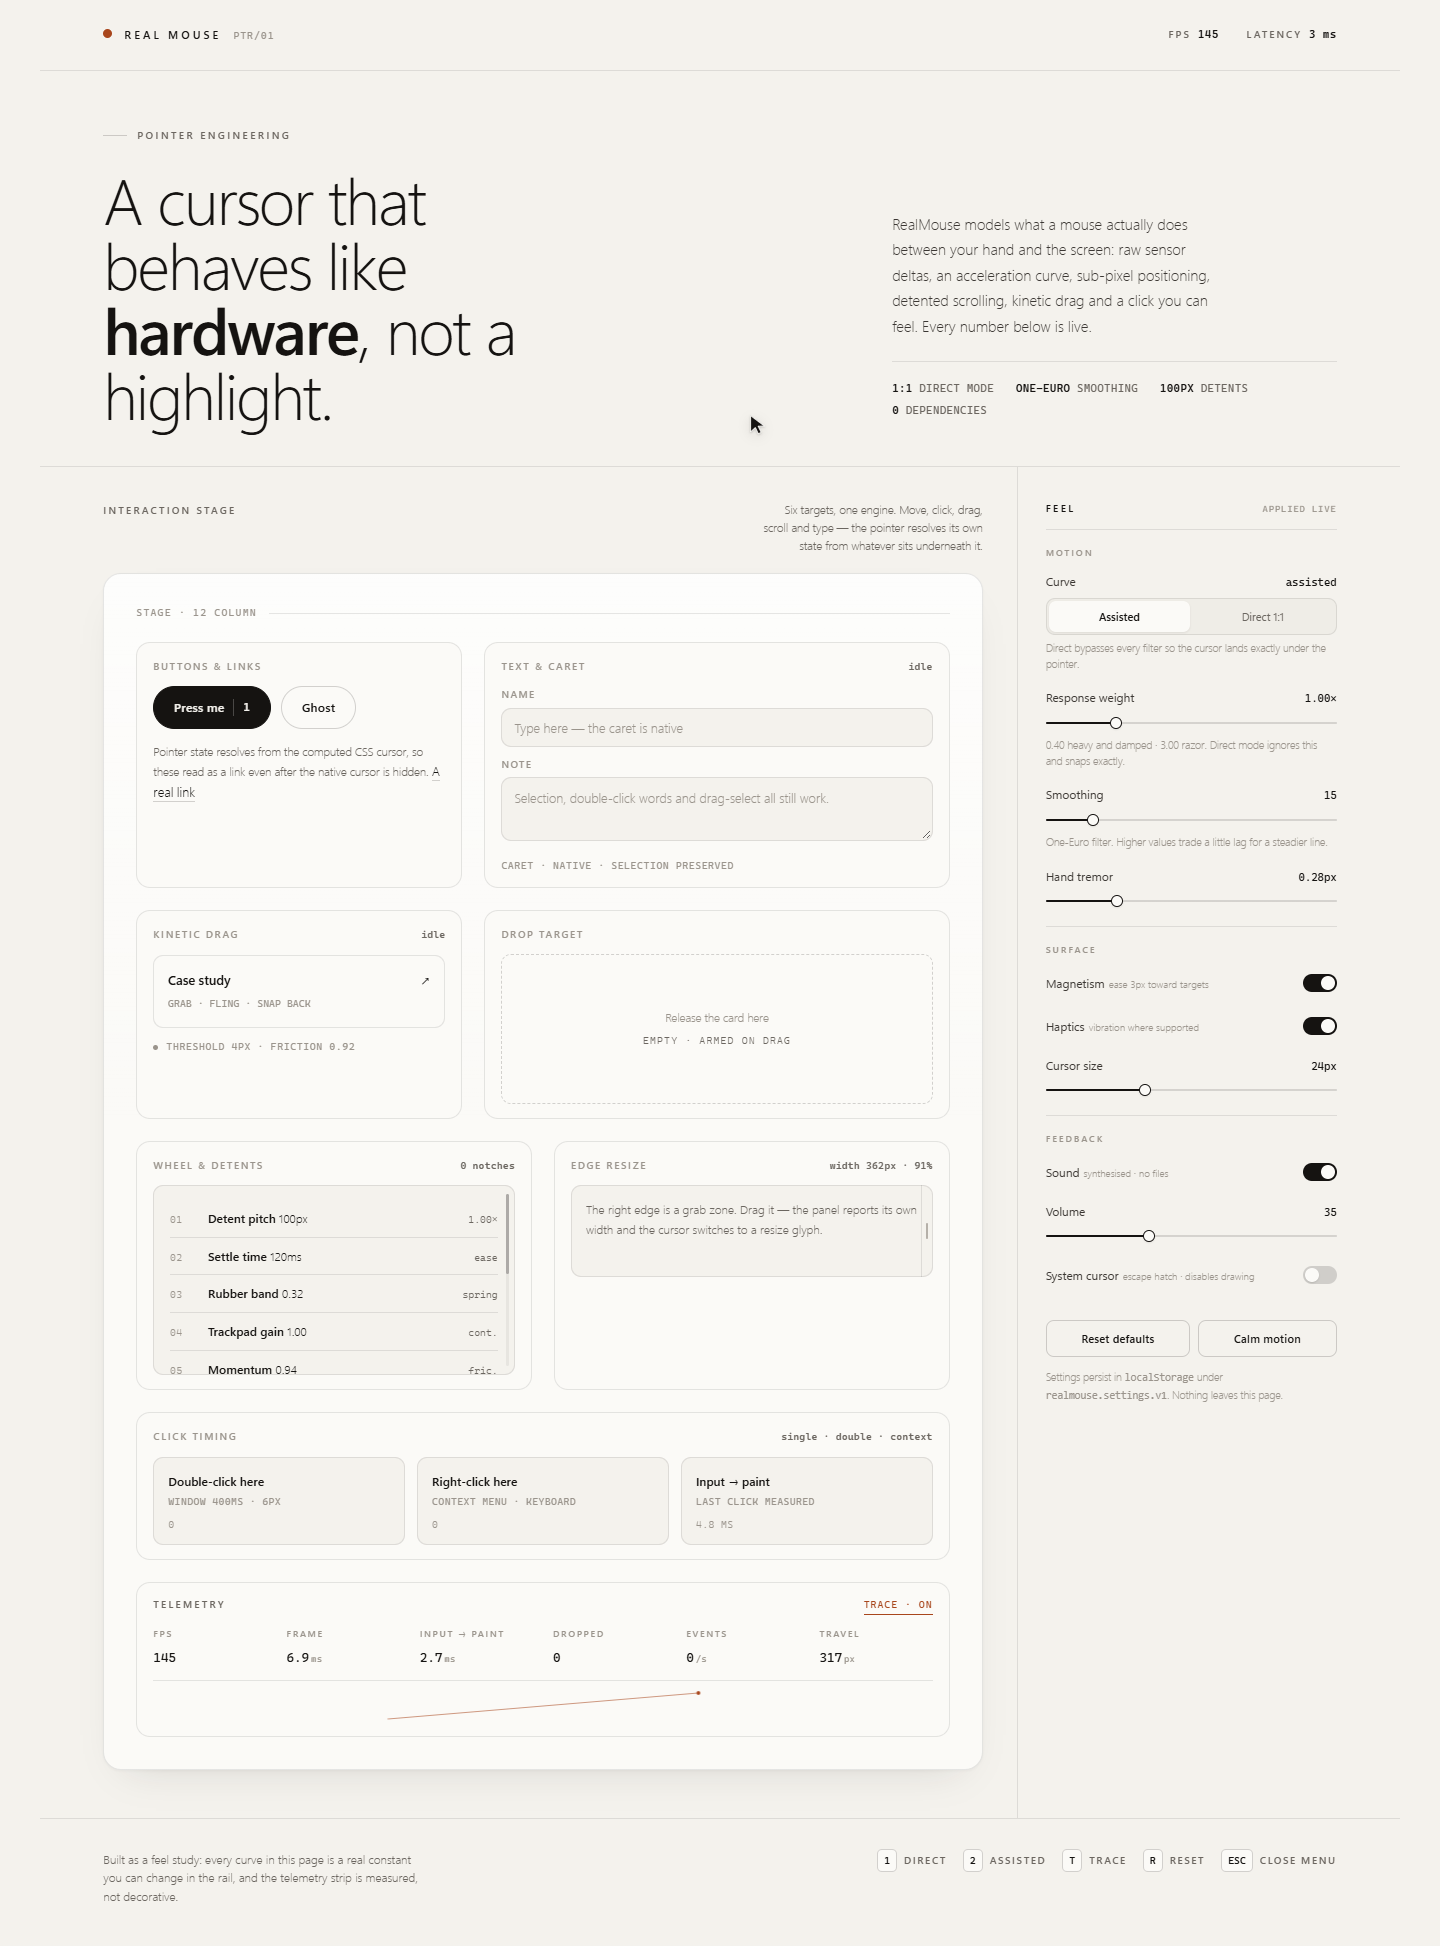 REAL MOUSE PTR/01
FPS 145 LATENCY 3 ms
POINTER ENGINEERING
A cursor that
behaves like
hardware, not a
highlight.
RealMouse models what a mouse actually does
between your hand and the screen: raw sensor
deltas, an acceleration curve, sub-pixel positioning,
detented scrolling, kinetic drag and a click you can
feel. Every number below is live.
1:1 DIRECT MODE ONE-EURO SMOOTHING 100PX DETENTS
0 DEPENDENCIES
INTERACTION STAGE
Six targets, one engine. Move, click, drag,
scroll and type — the pointer resolves its own
state from whatever sits underneath it.
STAGE · 12 COLUMN
BUTTONS & LINKS
Press me 1
Ghost
Pointer state resolves from the computed CSS cursor, so
these read as a link even after the native cursor is hidden. A
real link
TEXT & CARET idle
NAME
Type here — the caret is native
NOTE
Selection, double-click words and drag-select all still work.
CARET · NATIVE · SELECTION PRESERVED
KINETIC DRAG idle
Case study ↗
GRAB · FLING · SNAP BACK
THRESHOLD 4PX · FRICTION 0.92
DROP TARGET
Release the card here
EMPTY · ARMED ON DRAG
WHEEL & DETENTS 0 notches
01 Detent pitch 100px 1.00×
02 Settle time 120ms ease
03 Rubber band 0.32 spring
04 Trackpad gain 1.00 cont.
05 Momentum 0.94 fric.
EDGE RESIZE width 362px · 91%
The right edge is a grab zone. Drag it — the panel reports its own
width and the cursor switches to a resize glyph.
CLICK TIMING single · double · context
Double-click here
WINDOW 400MS · 6PX
0
Right-click here
CONTEXT MENU · KEYBOARD
0
Input → paint
LAST CLICK MEASURED
4.8 MS
TELEMETRY TRACE · ON
FPS FRAME INPUT → PAINT DROPPED EVENTS TRAVEL
145 6.9ms 2.7ms 0 0/s 317px
FEEL APPLIED LIVE
MOTION
Curve assisted
Assisted Direct 1:1
Direct bypasses every filter so the cursor lands exactly under the
pointer.
Response weight 1.00×
0.40 heavy and damped · 3.00 razor. Direct mode ignores this
and snaps exactly.
Smoothing 15
One-Euro filter. Higher values trade a little lag for a steadier line.
Hand tremor 0.28px
SURFACE
Magnetism ease 3px toward targets
Haptics vibration where supported
Cursor size 24px
FEEDBACK
Sound synthesised · no files
Volume 35
System cursor escape hatch · disables drawing
Reset defaults Calm motion
Settings persist in localStorage under
realmouse.settings.v1. Nothing leaves this page.
Built as a feel study: every curve in this page is a real constant
you can change in the rail, and the telemetry strip is measured,
not decorative.
1 DIRECT 2 ASSISTED T TRACE R RESET ESC CLOSE MENU